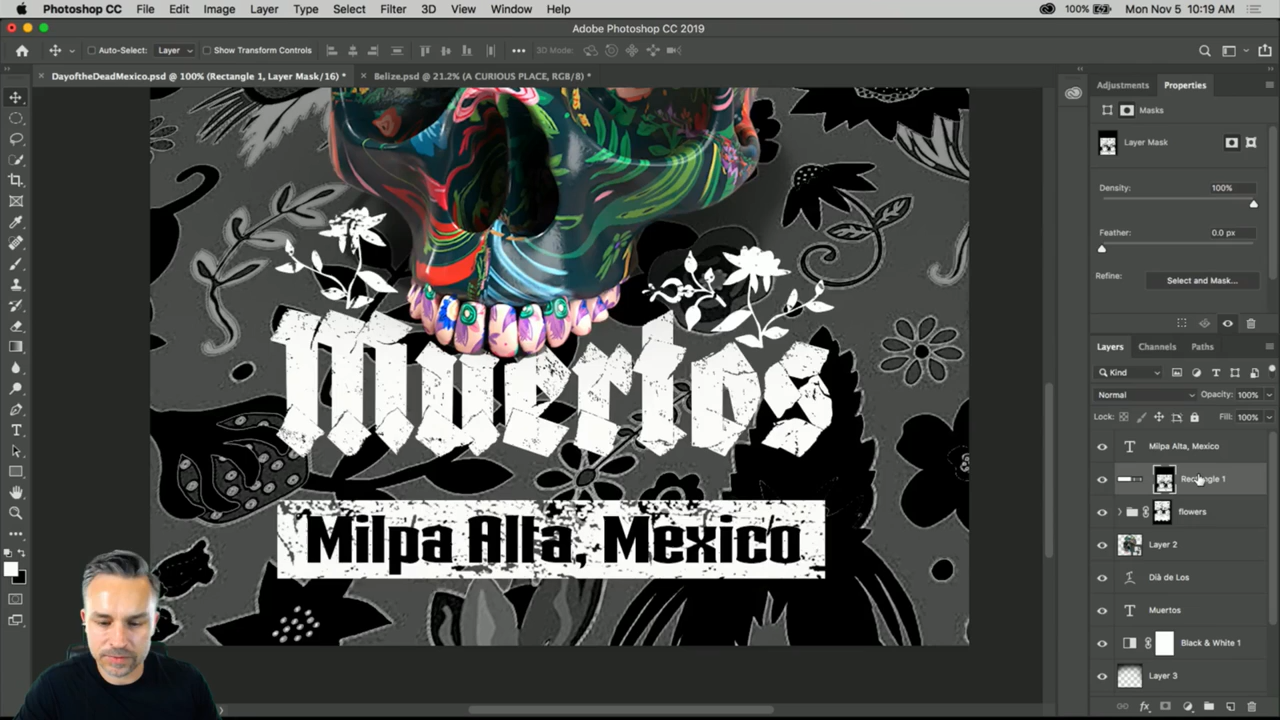 Photoshop CC File Edit Image Layer Type Select Filter 3D View Window Help 100% Mon Nov 5 10:19 AM
Adobe Photoshop CC 2019
Auto-Select: Layer Show Transform Controls 3D Mode:
DayoftheDeadMexico.psd @ 100% (Rectangle 1, Layer Mask/16) * Belize.psd @ 21.2% (A CURIOUS PLACE, RGB/8) *
Adjustments Properties
Masks
Layer Mask
Density: 100%
Feather: 0.0 px
Refine: Select and Mask...
Layers Channels Paths
Kind
Normal Opacity: 100%
Lock: Fill: 100%
Milpa Alta, Mexico
Rectangle 1
flowers
Layer 2
Dià de Los
Muertos
Black & White 1
Layer 3
Muertos
Milpa Alta, Mexico